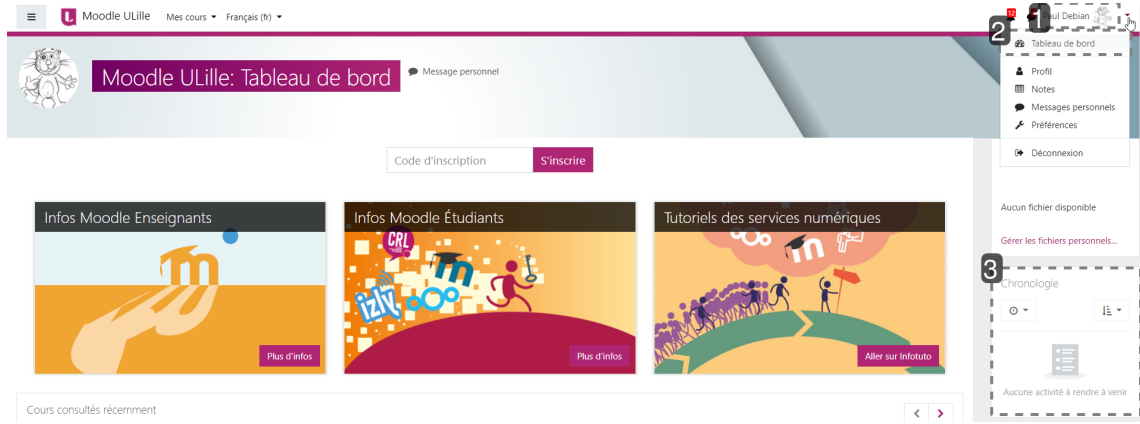 Moodle ULille Mes cours Français (fr)
12
1
Paul Debian
2
Tableau de bord
Profil
Notes
Messages personnels
Préférences
Déconnexion
Moodle ULille: Tableau de bord
Message personnel
Code d'inscription
S'inscrire
Infos Moodle Enseignants
m
Plus d'infos
Infos Moodle Étudiants
CRL
m
izly
Plus d'infos
Tutoriels des services numériques
m
Aller sur Infotuto
Aucun fichier disponible
Gérer les fichiers personnels...
3
Chronologie
Aucune activité à rendre à venir
Cours consultés récemment